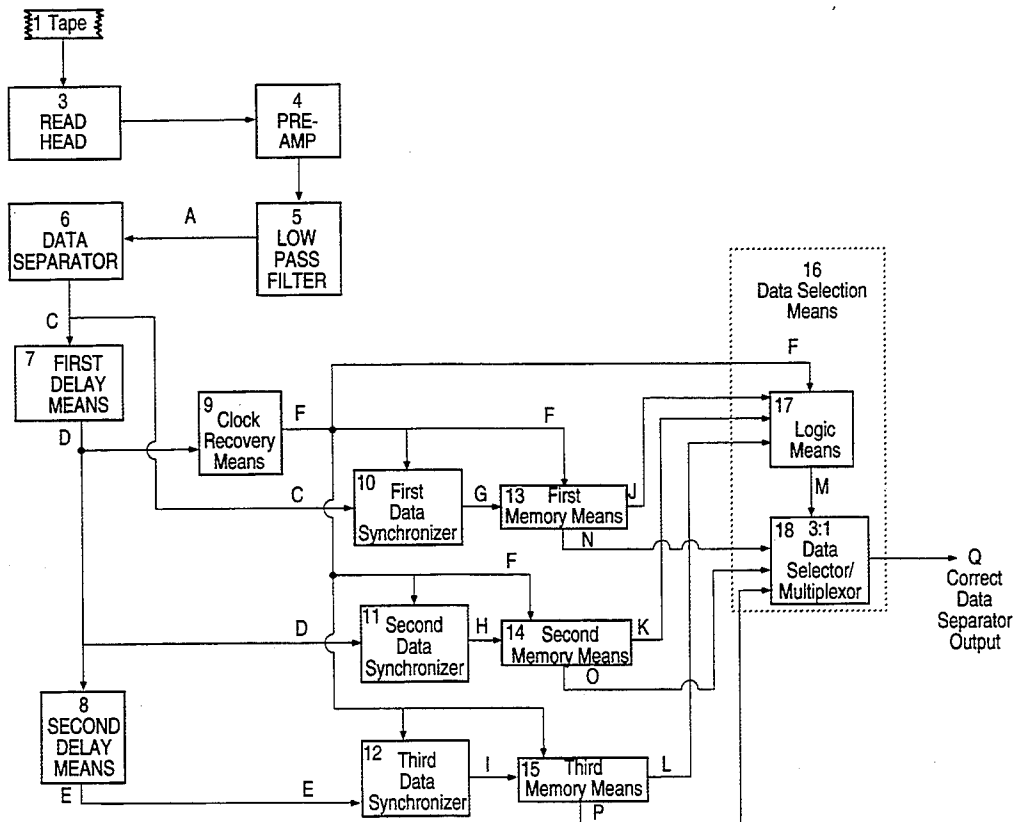 1 Tape
3
READ
HEAD
4
PRE-
AMP
6
DATA
SEPARATOR
A
5
LOW
PASS
FILTER
C
7 FIRST
DELAY
MEANS
D
9
Clock
Recovery
Means
F
F
F
16
Data Selection
Means
17
Logic
Means
M
C
10
First
Data
Synchronizer
G
13 First
Memory Means
J
N
18 3:1
Data
Selector/
Multiplexor
Q
Correct
Data
Separator
Output
F
D
11
Second
Data
Synchronizer
H
14 Second
Memory Means
K
O
8
SECOND
DELAY
MEANS
E
E
12
Third
Data
Synchronizer
I
15 Third
Memory Means
L
P